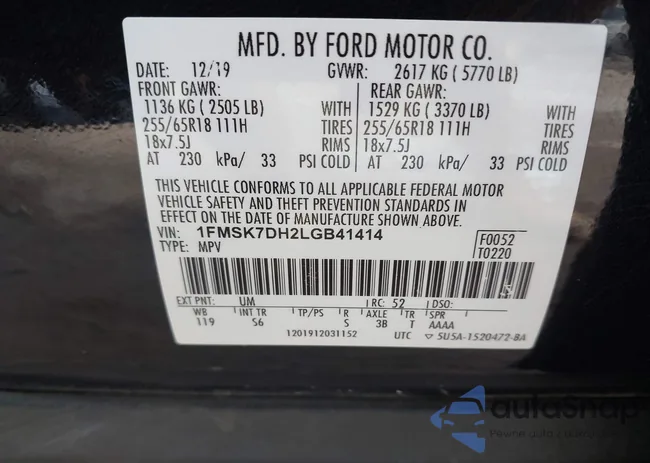 MFD. BY FORD MOTOR CO.
DATE: 12/19 GVWR: 2617 KG ( 5770 LB)
FRONT GAWR: REAR GAWR:
1136 KG ( 2505 LB) WITH 1529 KG ( 3370 LB) WITH
255/65R18 111H TIRES 255/65R18 111H TIRES
18x7.5J RIMS 18x7.5J RIMS
AT 230 kPa/ 33 PSI COLD AT 230 kPa/ 33 PSI COLD
THIS VEHICLE CONFORMS TO ALL APPLICABLE FEDERAL MOTOR
VEHICLE SAFETY AND THEFT PREVENTION STANDARDS IN
EFFECT ON THE DATE OF MANUFACTURE SHOWN ABOVE.
VIN: 1FMSK7DH2LGB41414 F0052
TYPE: MPV T0220
EXT PNT: UM RC: 52 DSO:
WB INT TR TP/PS R AXLE TR SPR
119 S6 S 3B T AAAA
1201912031152 UTC ▽ 5U5A-1520472-BA
autoSnap
Pewne auta z